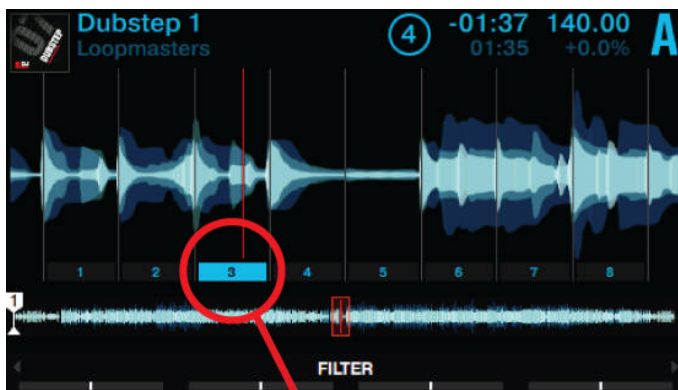 Dubstep 1
Loopmasters
4
-01:37 140.00
01:35 +0.0%
A
DUBSTEP
1 2 3 4 5 6 7 8
1
FILTER